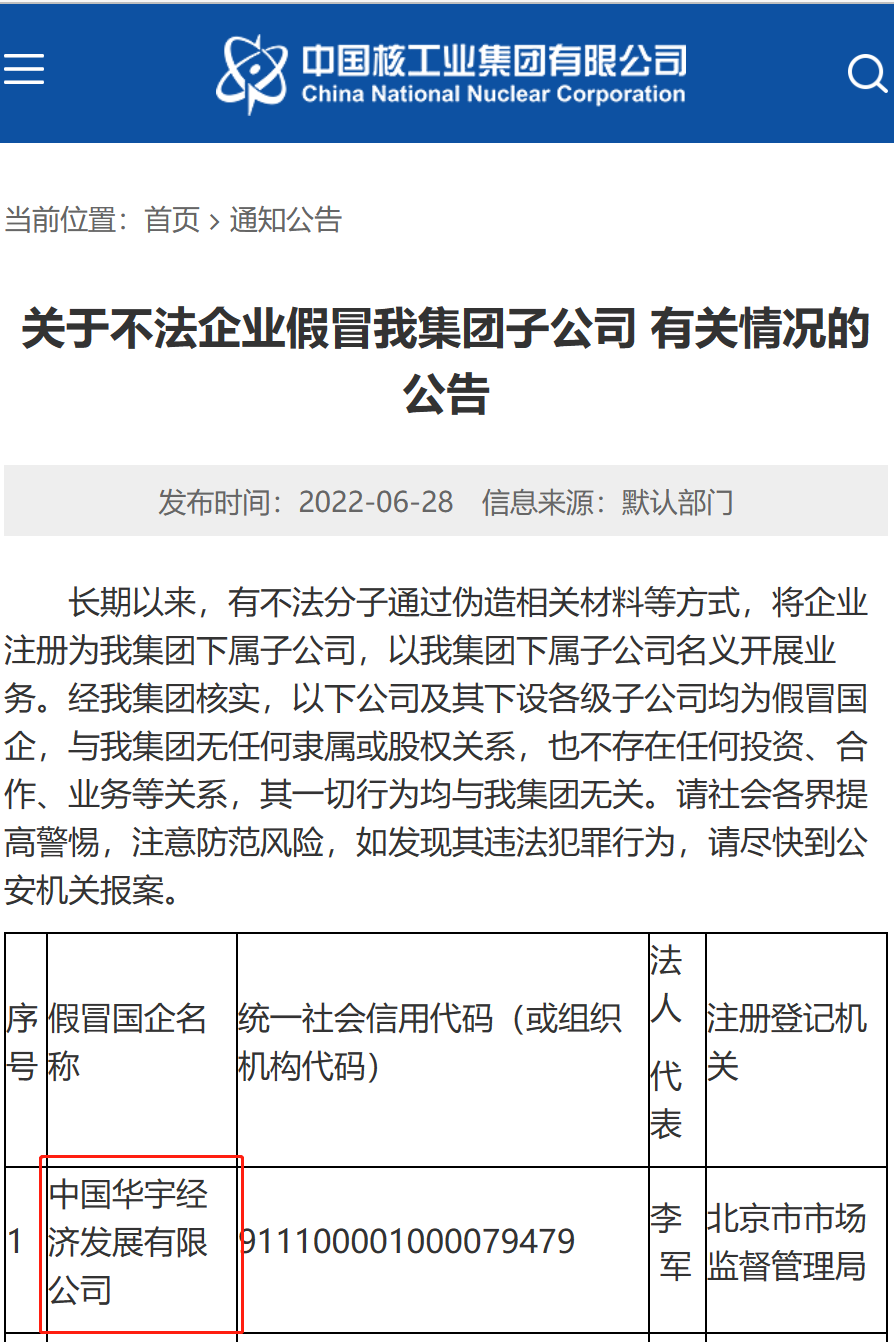 中国核工业集团有限公司
China National Nuclear Corporation
当前位置：首页 > 通知公告
关于不法企业假冒我集团子公司 有关情况的
公告
发布时间：2022-06-28 信息来源：默认部门
长期以来，有不法分子通过伪造相关材料等方式，将企业
注册为我集团下属子公司，以我集团下属子公司名义开展业
务。经我集团核实，以下公司及其下设各级子公司均为假冒国
企，与我集团无任何隶属或股权关系，也不存在任何投资、合
作、业务等关系，其一切行为均与我集团无关。请社会各界提
高警惕，注意防范风险，如发现其违法犯罪行为，请尽快到公
安机关报案。
序
号
假冒国企名
称
统一社会信用代码（或组织
机构代码）
法
人
代
表
注册登记机
关
1
中国华宇经
济发展有限
公司
911100001000079479
李
军
北京市市场
监督管理局